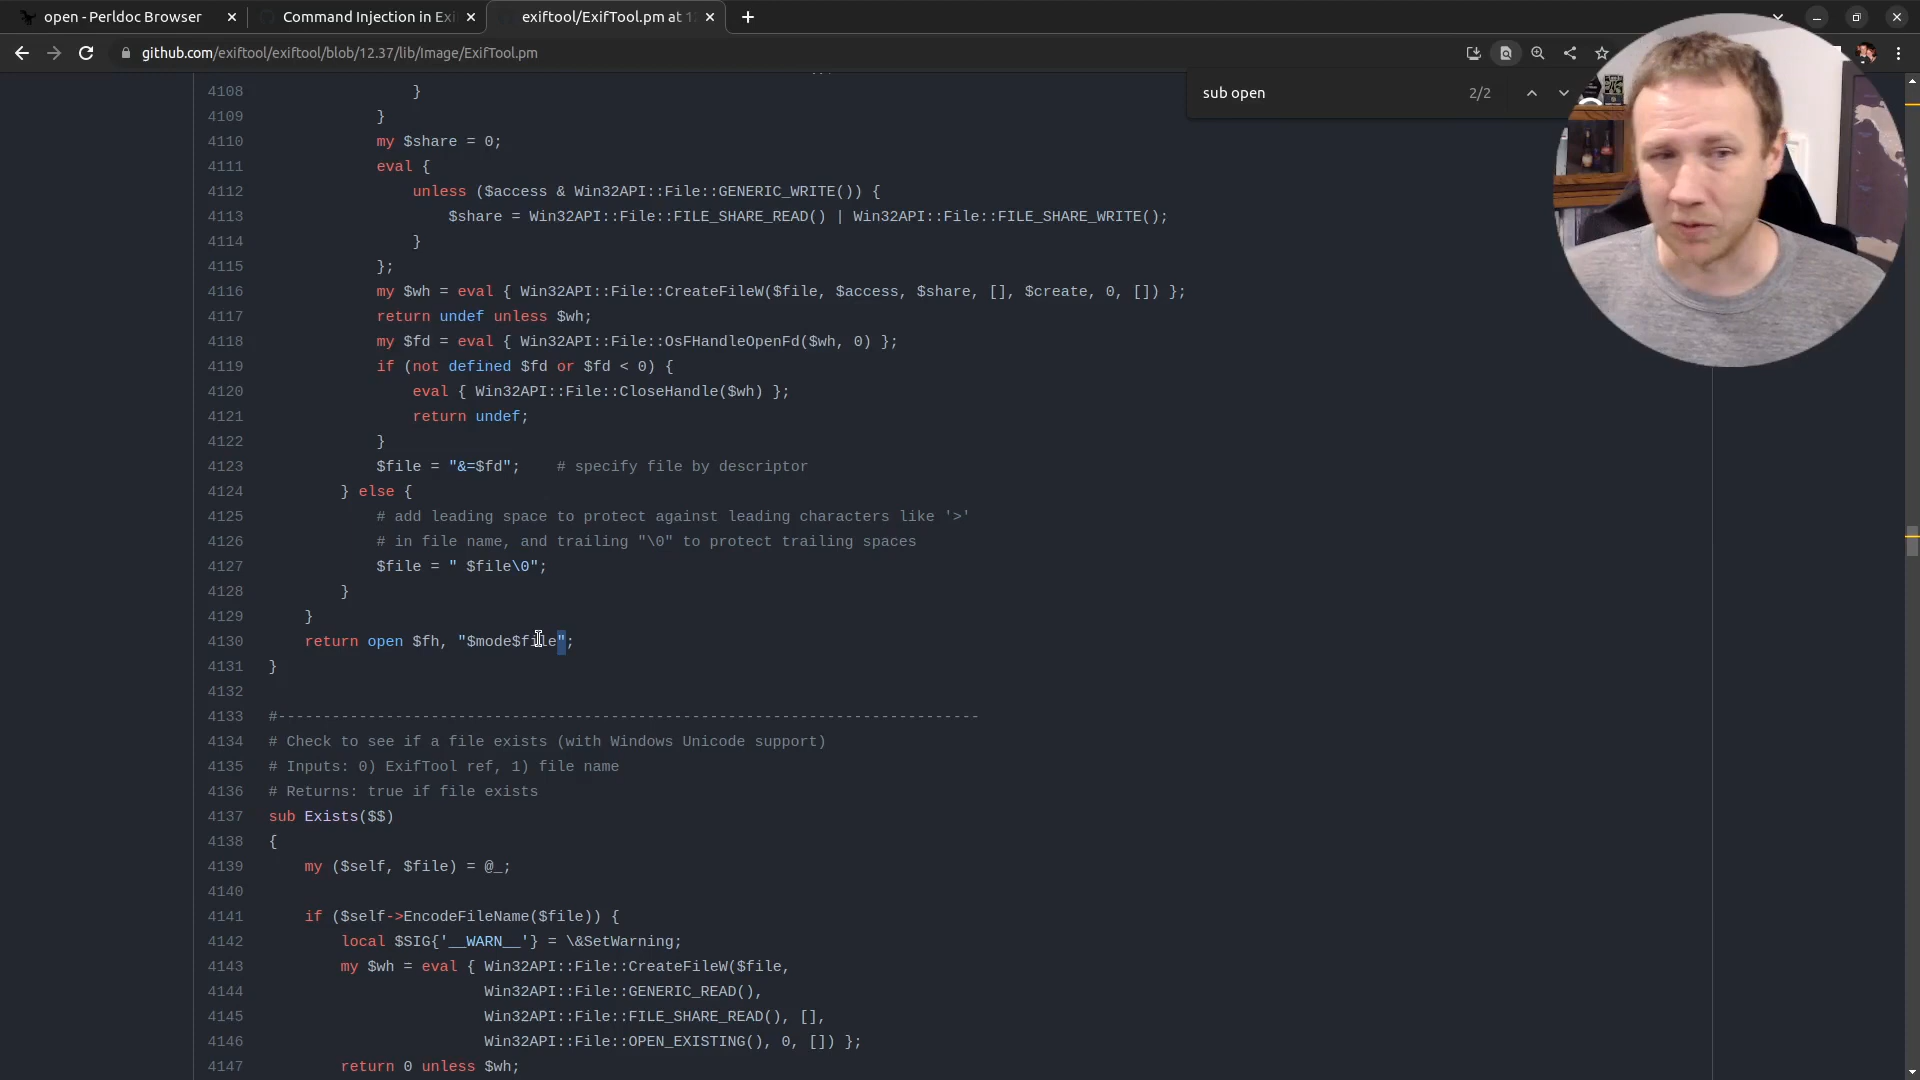 open - Perldoc Browser
Command Injection in Exi
exiftool/ExifTool.pm at 1
github.com/exiftool/exiftool/blob/12.37/lib/Image/ExifTool.pm
sub open 2/2
4108 }
4109 }
4110 my $share = 0;
4111 eval {
4112 unless ($access & Win32API::File::GENERIC_WRITE()) {
4113 $share = Win32API::File::FILE_SHARE_READ() | Win32API::File::FILE_SHARE_WRITE();
4114 }
4115 };
4116 my $wh = eval { Win32API::File::CreateFileW($file, $access, $share, [], $create, 0, []) };
4117 return undef unless $wh;
4118 my $fd = eval { Win32API::File::OsFHandleOpenFd($wh, 0) };
4119 if (not defined $fd or $fd < 0) {
4120 eval { Win32API::File::CloseHandle($wh) };
4121 return undef;
4122 }
4123 $file = "&=$fd"; # specify file by descriptor
4124 } else {
4125 # add leading space to protect against leading characters like '>'
4126 # in file name, and trailing "\0" to protect trailing spaces
4127 $file = " $file\0";
4128 }
4129 }
4130 return open $fh, "$mode$file";
4131 }
4132
4133 #------------------------------------------------------------------------------
4134 # Check to see if a file exists (with Windows Unicode support)
4135 # Inputs: 0) ExifTool ref, 1) file name
4136 # Returns: true if file exists
4137 sub Exists($$)
4138 {
4139 my ($self, $file) = @_;
4140
4141 if ($self->EncodeFileName($file)) {
4142 local $SIG{'__WARN__'} = \&SetWarning;
4143 my $wh = eval { Win32API::File::CreateFileW($file,
4144 Win32API::File::GENERIC_READ(),
4145 Win32API::File::FILE_SHARE_READ(), [],
4146 Win32API::File::OPEN_EXISTING(), 0, []) };
4147 return 0 unless $wh;